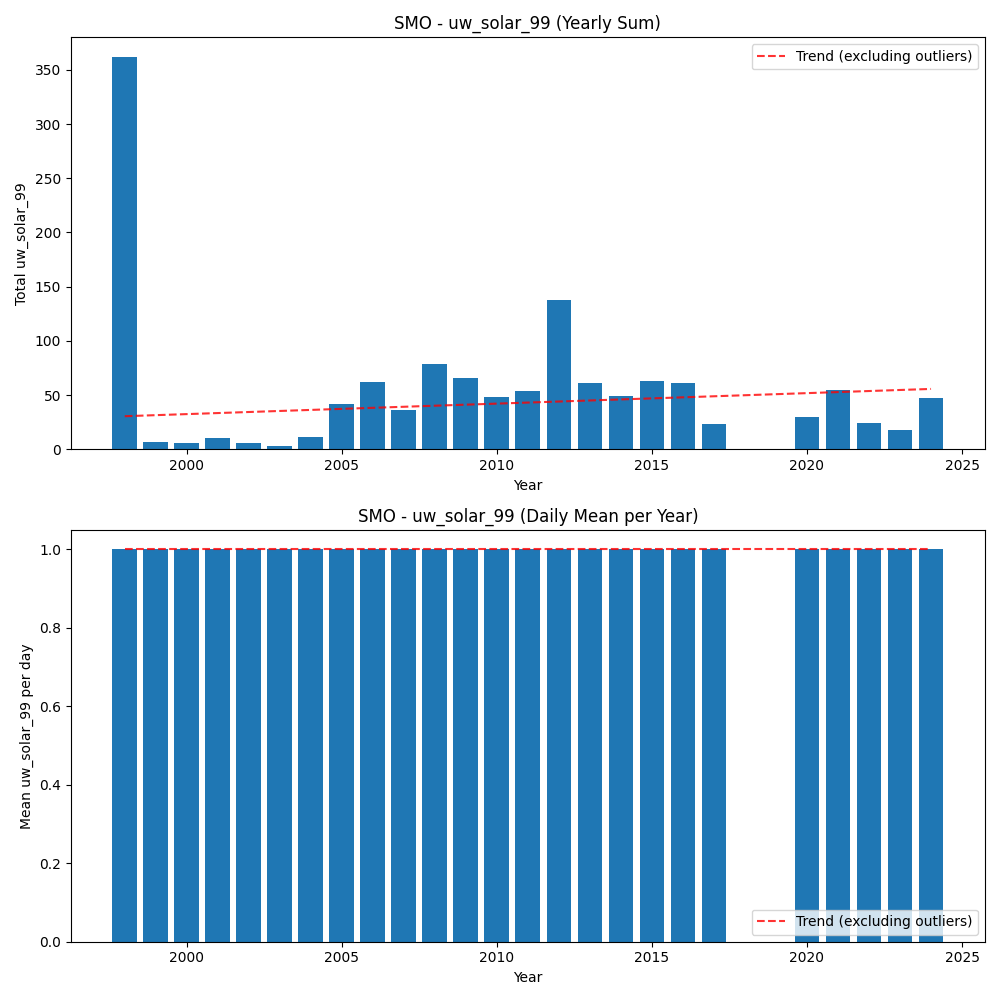 SMO - uw_solar_99 (Yearly Sum)
Trend (excluding outliers)
Total uw_solar_99
350
300
250
200
150
100
50
0
2000 2005 2010 2015 2020 2025
Year
SMO - uw_solar_99 (Daily Mean per Year)
Mean uw_solar_99 per day
1.0
0.8
0.6
0.4
0.2
0.0
Trend (excluding outliers)
2000 2005 2010 2015 2020 2025
Year